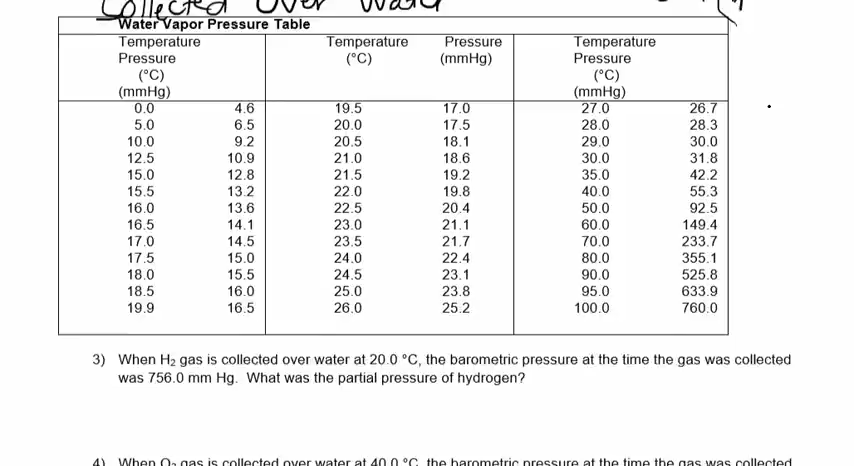 Collected Over Water
Water Vapor Pressure Table
Temperature Temperature Pressure Temperature
Pressure (°C) (mmHg) Pressure
(°C) (°C)
(mmHg) (mmHg)
0.0 4.6 19.5 17.0 27.0 26.7
5.0 6.5 20.0 17.5 28.0 28.3
10.0 9.2 20.5 18.1 29.0 30.0
12.5 10.9 21.0 18.6 30.0 31.8
15.0 12.8 21.5 19.2 35.0 42.2
15.5 13.2 22.0 19.8 40.0 55.3
16.0 13.6 22.5 20.4 50.0 92.5
16.5 14.1 23.0 21.1 60.0 149.4
17.0 14.5 23.5 21.7 70.0 233.7
17.5 15.0 24.0 22.4 80.0 355.1
18.0 15.5 24.5 23.1 90.0 525.8
18.5 16.0 25.0 23.8 95.0 633.9
19.9 16.5 26.0 25.2 100.0 760.0
3) When H₂ gas is collected over water at 20.0 °C, the barometric pressure at the time the gas was collected
was 756.0 mm Hg. What was the partial pressure of hydrogen?
4) When O₂ gas is collected over water at 40.0 °C, the barometric pressure at the time the gas was collected